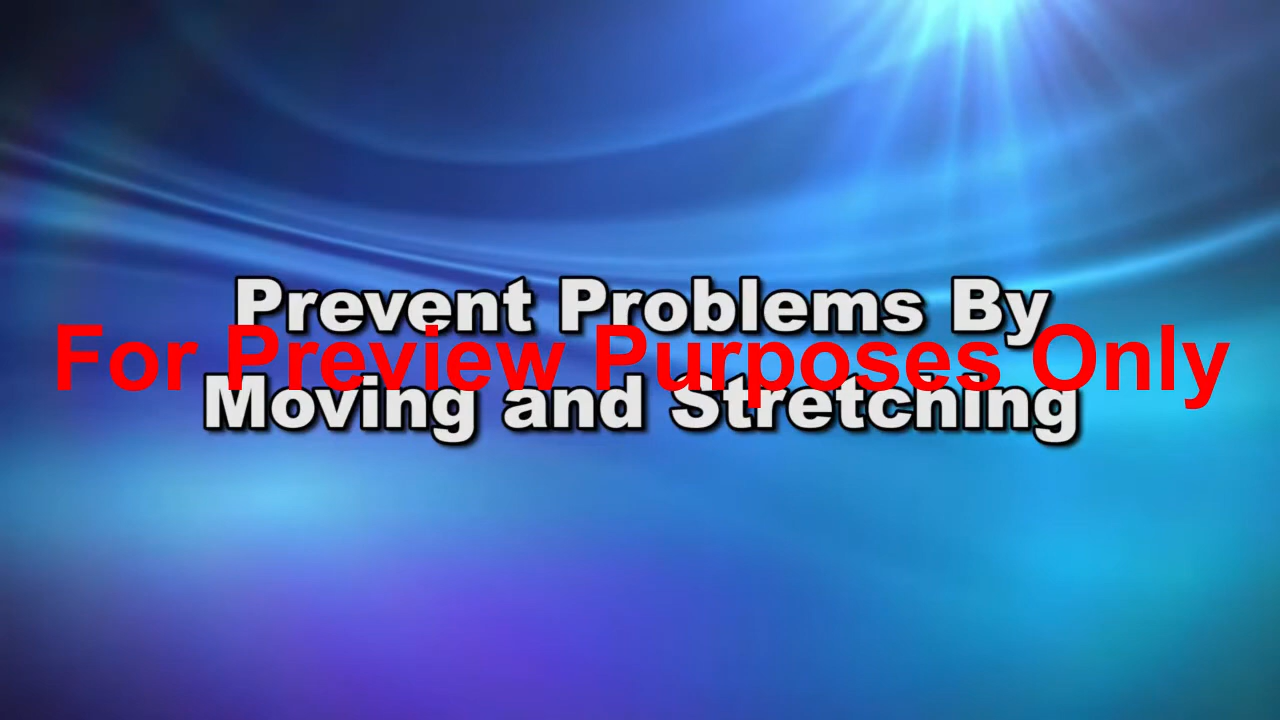 Prevent Problems By
For Preview Purposes Only
Moving and Stretching